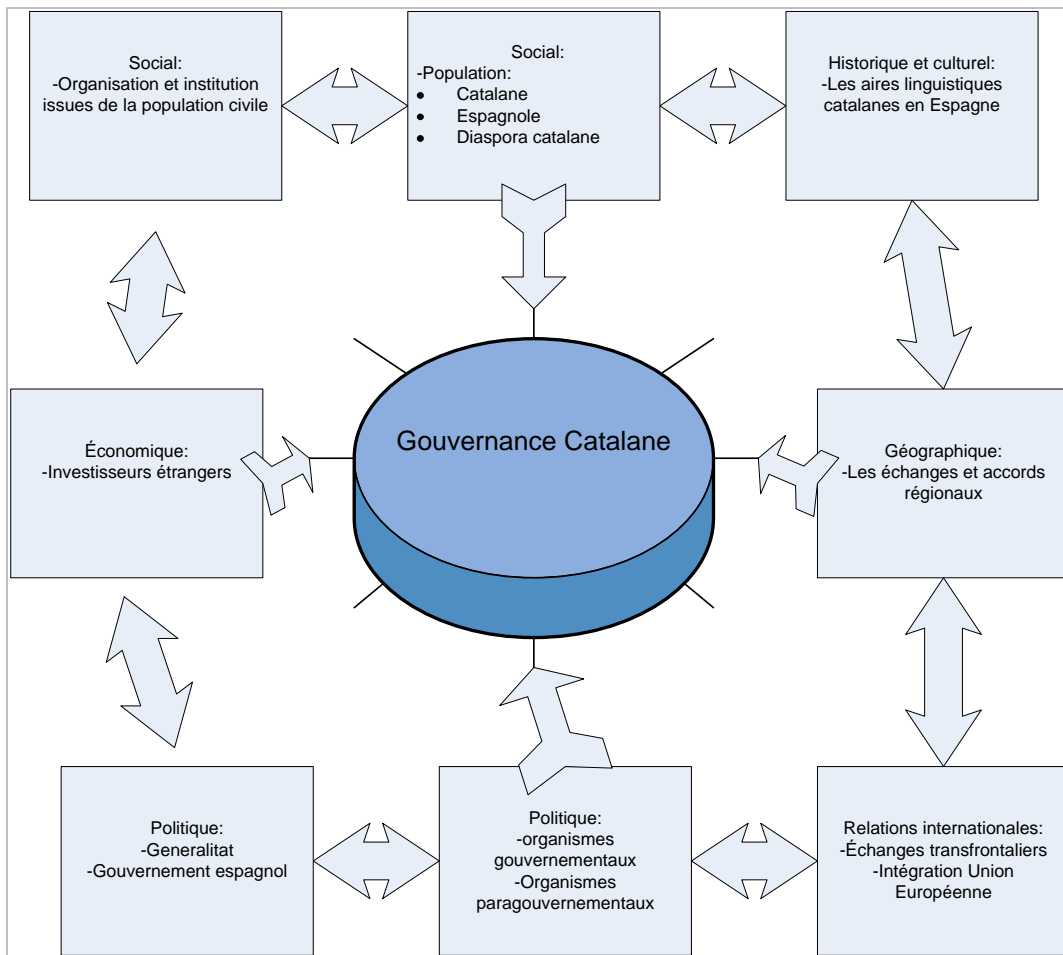 Social:
-Organisation et institution
issues de la population civile
Social:
-Population:
• Catalane
• Espagnole
• Diaspora catalane
Historique et culturel:
-Les aires linguistiques
catalanes en Espagne
Économique:
-Investisseurs étrangers
Gouvernance Catalane
Géographique:
-Les échanges et accords
régionaux
Politique:
-Generalitat
-Gouvernement espagnol
Politique:
-organismes
gouvernementaux
-Organismes
paragouvernementaux
Relations internationales:
-Échanges transfrontaliers
-Intégration Union
Européenne